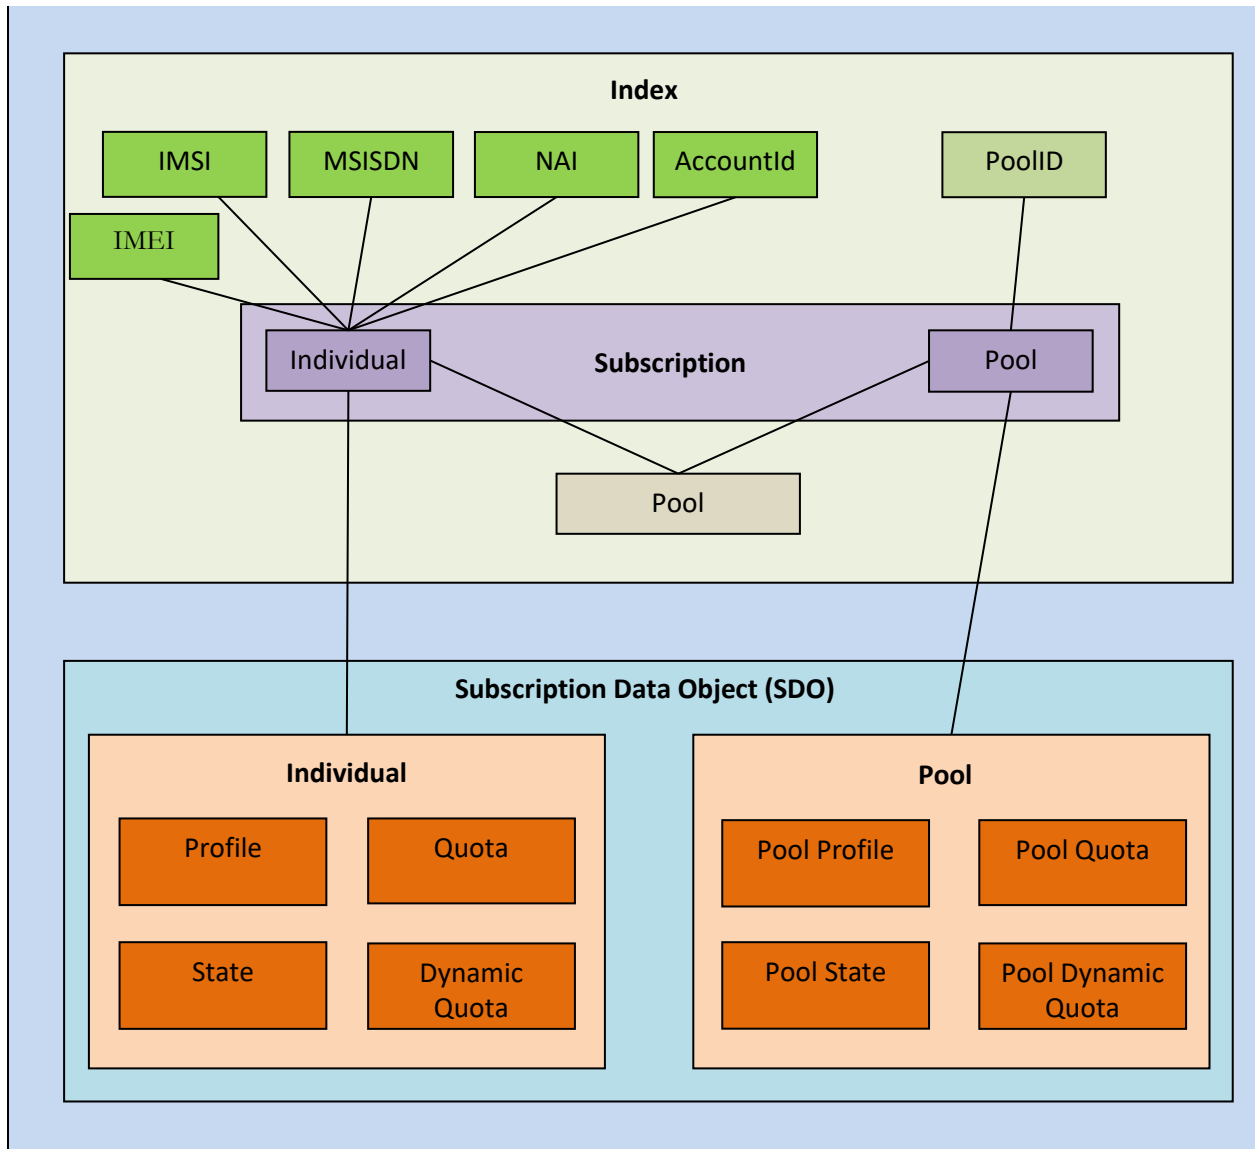 Index
IMSI
MSISDN
NAI
AccountId
PoolID
IMEI
Individual
Subscription
Pool
Pool
Subscription Data Object (SDO)
Individual
Profile
Quota
State
Dynamic
Quota
Pool
Pool Profile
Pool Quota
Pool State
Pool Dynamic
Quota